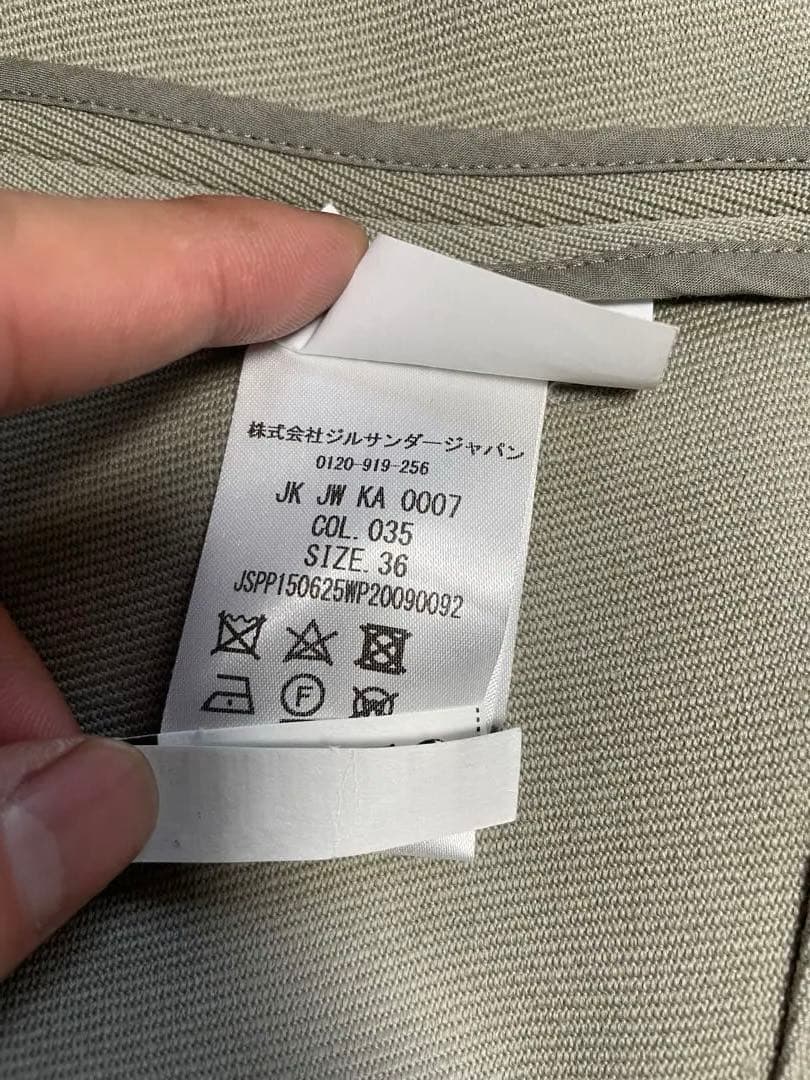 株式会社ジルサンダージャパン
0120-919-256
JK JW KA 0007
COL. 035
SIZE. 36
JSPP150625WP20090092
F
W